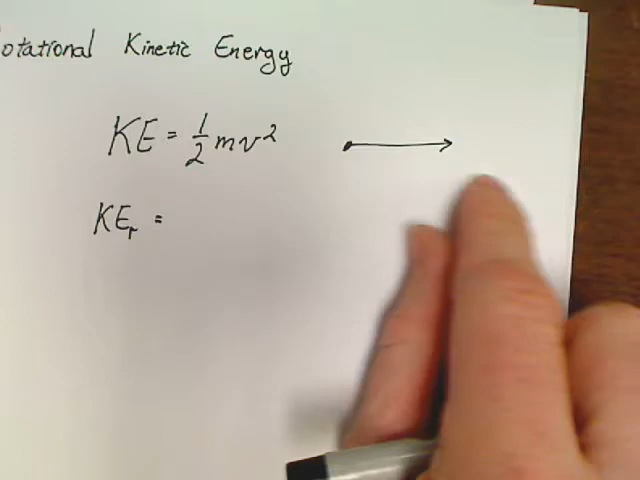 otational Kinetic Energy
KE = 1/2 mv²
KEr =